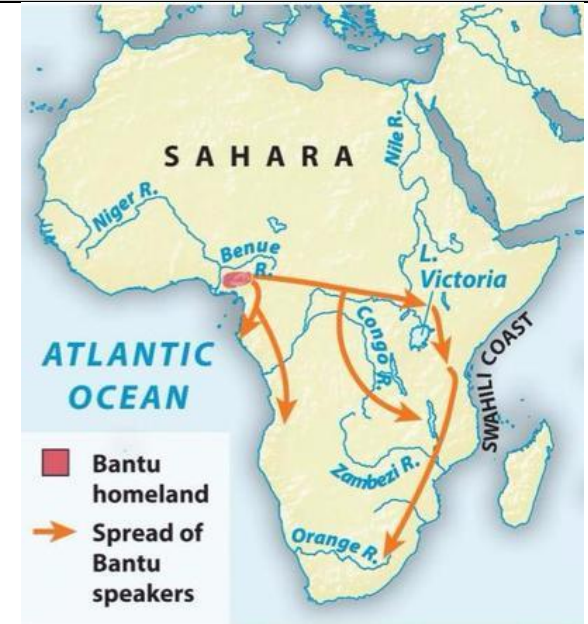 SAHARA
Nile R.
Niger R.
Benue
R.
L.
Victoria
Congo R.
ATLANTIC
OCEAN
SWAHILI COAST
Zambezi R.
Orange R.
Bantu
homeland
Spread of
Bantu
speakers